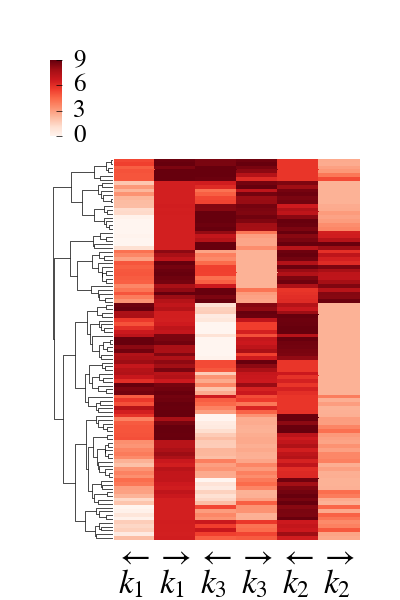 9
6
3
0
← → ← → ← →
k₁ k₁ k₃ k₃ k₂ k₂